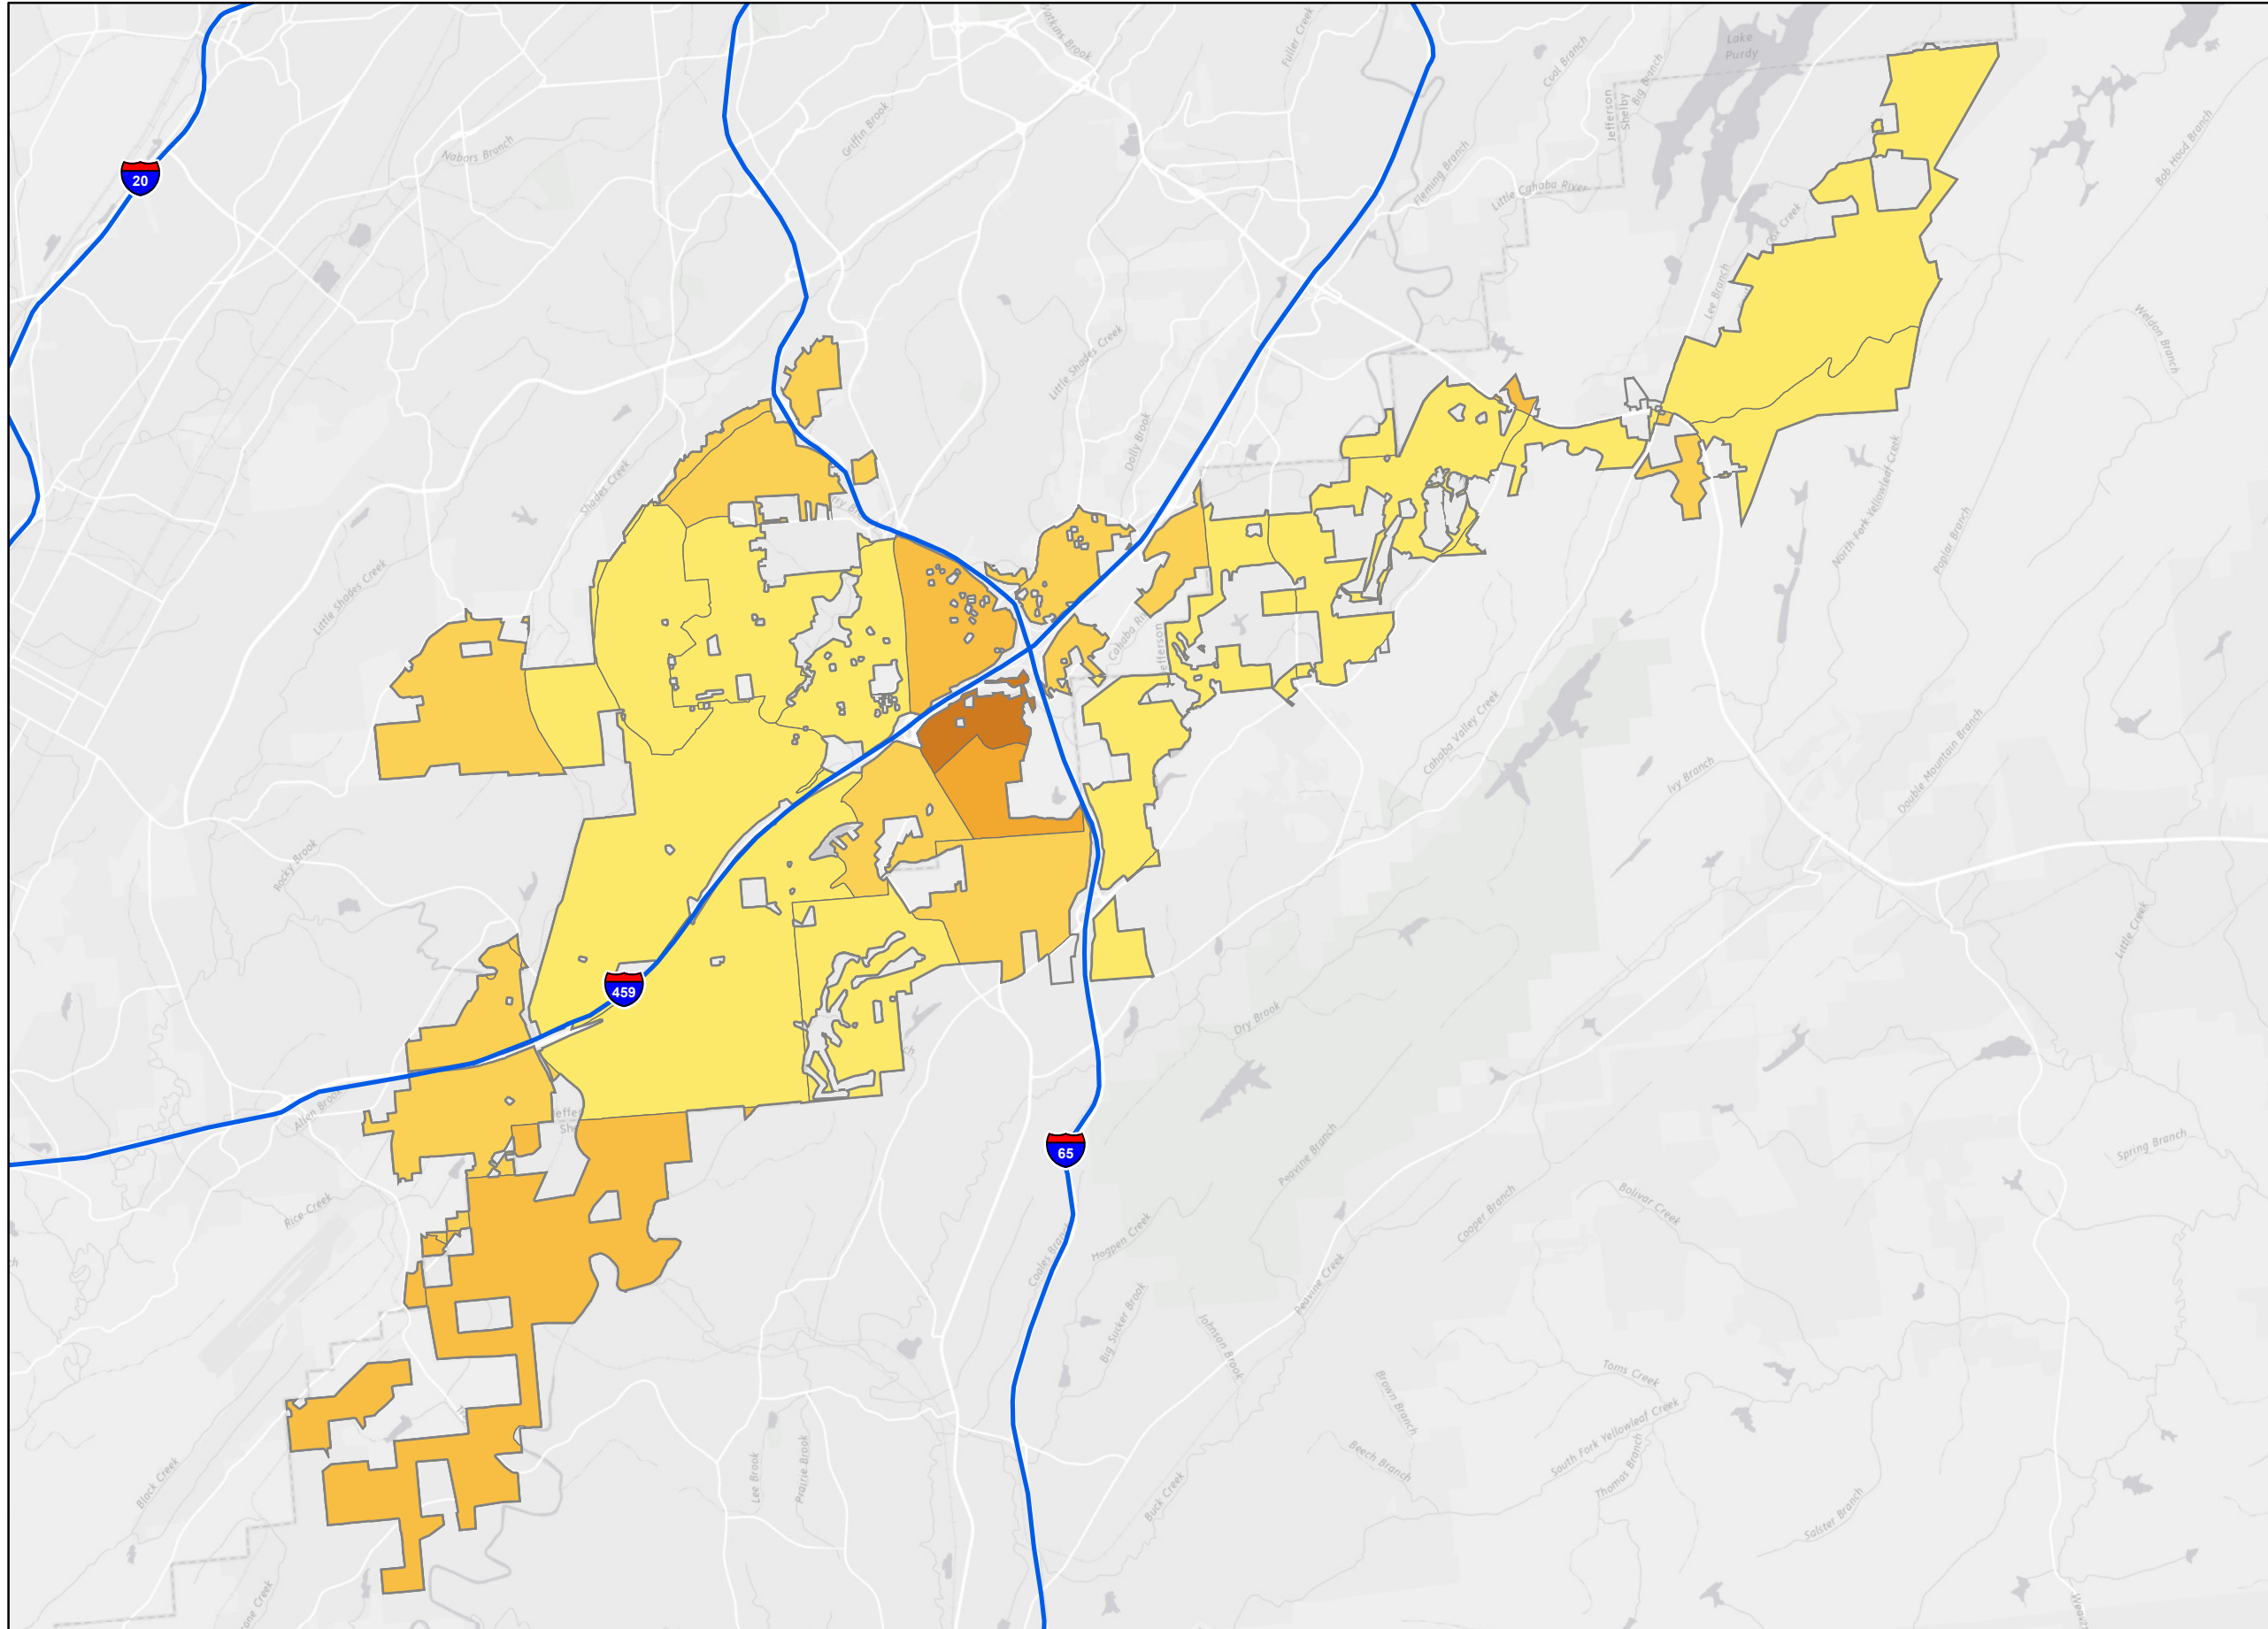 Watkins Brook
Fuller Creek
Coal Branch
Big Branch
Lake
Purdy
Jefferson
Shelby
Bob Hood Branch
Griffin Brook
Nabors Branch
20
Fleming Branch
Little Cahaba River
Cox Creek
Lee Branch
Weldon Branch
Little Shades Creek
Dolly Brook
Shades Creek
North Fork Yellowleaf Creek
Poplar Branch
Little Shades Creek
Jefferson
Cahaba Valley Creek
Double Mountain Branch
Ivy Branch
Rocky Brook
Little Creek
459
Dry Brook
Allen Brook
65
Peavine Branch
Spring Branch
Rice Creek
Hogpen Creek
Cooper Branch
Bolivar Creek
Peavine Creek
Big Sucker Brook
Johnson Brook
Toms Creek
Brown Branch
South Fork Yellowleaf Creek
Beech Branch
Thomas Branch
Black Creek
Lee Brook
Prairie Brook
Buck Creek
Salster Branch